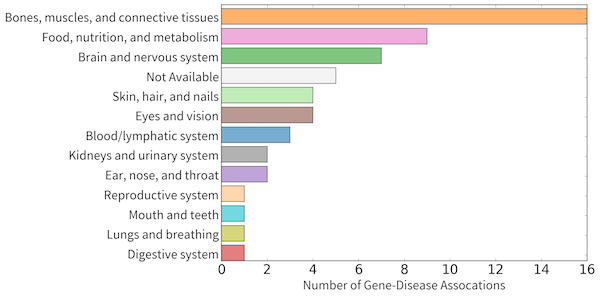 Bones, muscles, and connective tissues
Food, nutrition, and metabolism
Brain and nervous system
Not Available
Skin, hair, and nails
Eyes and vision
Blood/lymphatic system
Kidneys and urinary system
Ear, nose, and throat
Reproductive system
Mouth and teeth
Lungs and breathing
Digestive system
0 2 4 6 8 10 12 14 16
Number of Gene-Disease Assocations